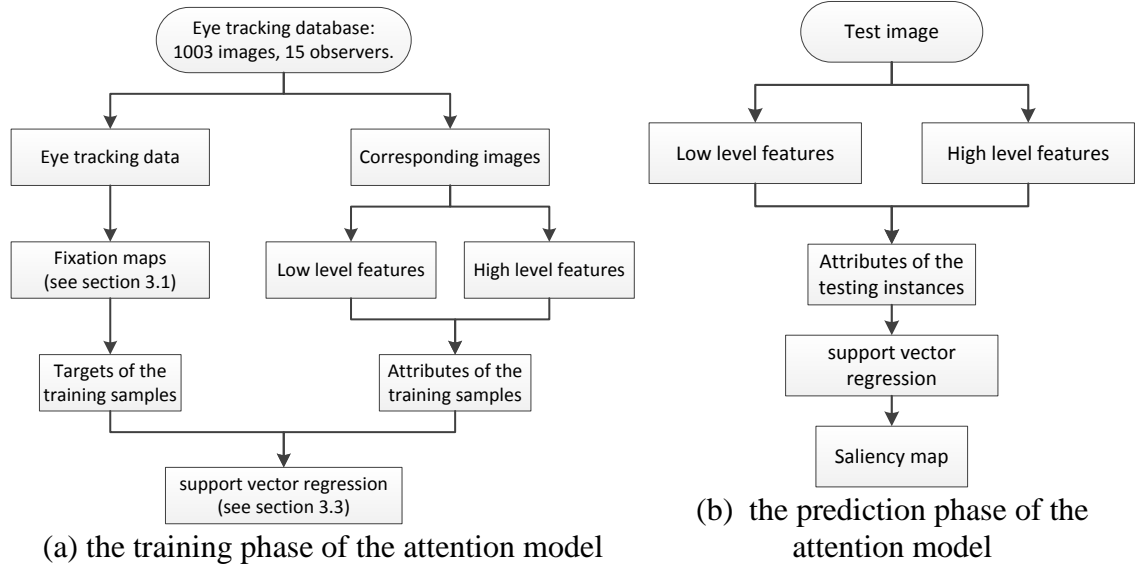 Eye tracking database:
1003 images, 15 observers.
Eye tracking data
Corresponding images
Fixation maps
(see section 3.1)
Low level features
High level features
Targets of the
training samples
Attributes of the
training samples
support vector regression
(see section 3.3)
(a) the training phase of the attention model
Test image
Low level features
High level features
Attributes of the
testing instances
support vector
regression
Saliency map
(b) the prediction phase of the
attention model